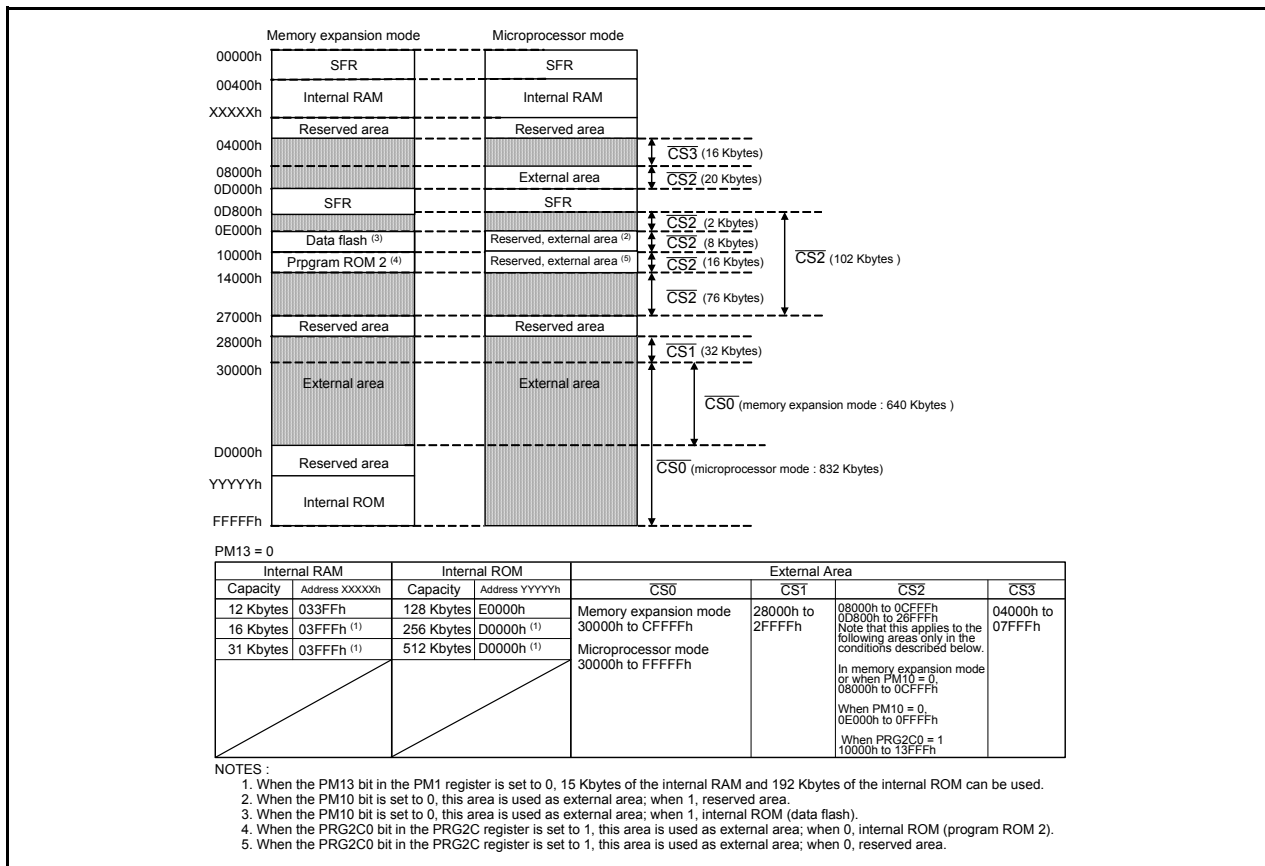 Memory expansion mode Microprocessor mode
00000h
SFR SFR
00400h
Internal RAM Internal RAM
XXXXXh
Reserved area Reserved area
04000h
CS3 (16 Kbytes)
08000h
External area CS2 (20 Kbytes)
0D000h
SFR SFR
0D800h
CS2 (2 Kbytes)
0E000h
Data flash (3) Reserved, external area (2) CS2 (8 Kbytes)
CS2 (102 Kbytes )
10000h
Prpgram ROM 2 (4) Reserved, external area (5) CS2 (16 Kbytes)
14000h
CS2 (76 Kbytes)
27000h
Reserved area Reserved area
28000h
CS1 (32 Kbytes)
30000h
External area External area
CS0 (memory expansion mode : 640 Kbytes )
D0000h
Reserved area
CS0 (microprocessor mode : 832 Kbytes)
YYYYYh
Internal ROM
FFFFFh
PM13 = 0
Internal RAM Internal ROM External Area
Capacity Address XXXXXh Capacity Address YYYYYh CS0 CS1 CS2 CS3
12 Kbytes 033FFh 128 Kbytes E0000h
16 Kbytes 03FFFh (1) 256 Kbytes D0000h (1)
31 Kbytes 03FFFh (1) 512 Kbytes D0000h (1)
Memory expansion mode
30000h to CFFFFh
Microprocessor mode
30000h to FFFFFh
28000h to
2FFFFh
08000h to 0CFFFh
0D800h to 26FFFh
Note that this applies to the
following areas only in the
conditions described below.
In memory expansion mode
or when PM10 = 0,
08000h to 0CFFFh
When PM10 = 0,
0E000h to 0FFFFh
When PRG2C0 = 1
10000h to 13FFFh
04000h to
07FFFh
NOTES :
1. When the PM13 bit in the PM1 register is set to 0, 15 Kbytes of the internal RAM and 192 Kbytes of the internal ROM can be used.
2. When the PM10 bit is set to 0, this area is used as external area; when 1, reserved area.
3. When the PM10 bit is set to 0, this area is used as external area; when 1, internal ROM (data flash).
4. When the PRG2C0 bit in the PRG2C register is set to 1, this area is used as external area; when 0, internal ROM (program ROM 2).
5. When the PRG2C0 bit in the PRG2C register is set to 1, this area is used as external area; when 0, reserved area.